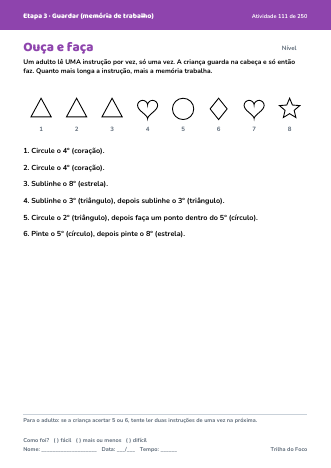 Etapa 3 · Guardar (memória de trabalho)
Atividade 111 de 250
Ouça e faça
Nível
Um adulto lê UMA instrução por vez, só uma vez. A criança guarda na cabeça e só então
faz. Quanto mais longa a instrução, mais a memória trabalha.
1 2 3 4 5 6 7 8
1. Circule o 4º (coração).
2. Circule o 4º (coração).
3. Sublinhe o 8º (estrela).
4. Sublinhe o 3º (triângulo), depois sublinhe o 3º (triângulo).
5. Circule o 2º (triângulo), depois faça um ponto dentro do 5º (círculo).
6. Pinte o 5º (círculo), depois pinte o 8º (estrela).
Para o adulto: se a criança acertar 5 ou 6, tente ler duas instruções de uma vez na próxima.
Como foi? ( ) fácil ( ) mais ou menos ( ) difícil
Nome: ____________________ Data: ___/___ Tempo: ______
Trilha do Foco